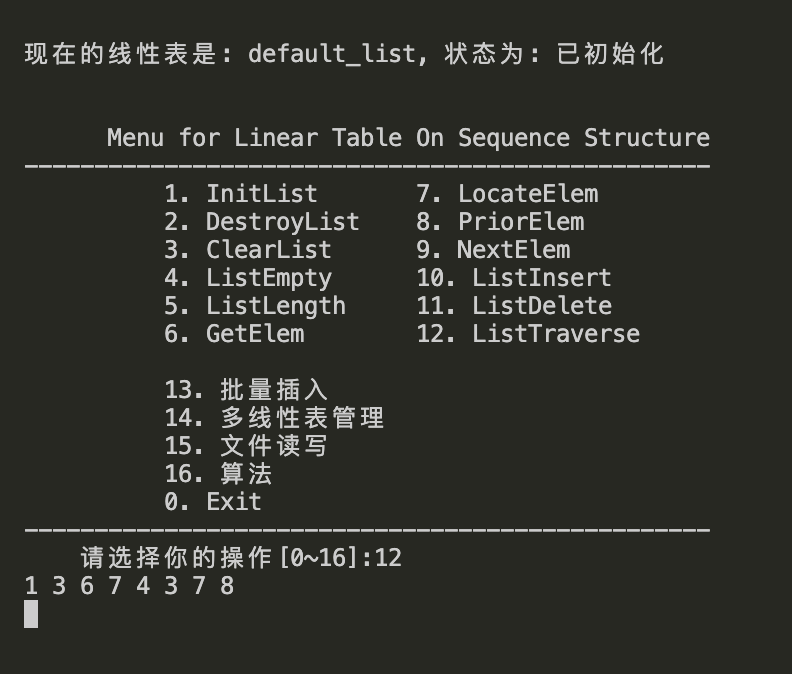 现在的线性表是: default_list, 状态为: 已初始化
Menu for Linear Table On Sequence Structure
-------------------------------------------------
1. InitList 7. LocateElem
2. DestroyList 8. PriorElem
3. ClearList 9. NextElem
4. ListEmpty 10. ListInsert
5. ListLength 11. ListDelete
6. GetElem 12. ListTraverse
13. 批量插入
14. 多线性表管理
15. 文件读写
16. 算法
0. Exit
-------------------------------------------------
请选择你的操作[0~16]:12
1 3 6 7 4 3 7 8